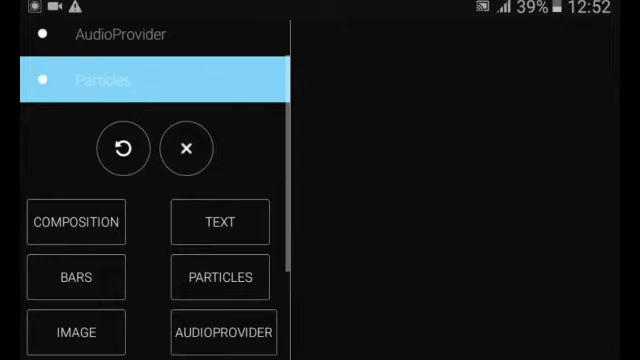 39% 12:52
AudioProvider
Particles
COMPOSITION TEXT
BARS PARTICLES
IMAGE AUDIOPROVIDER